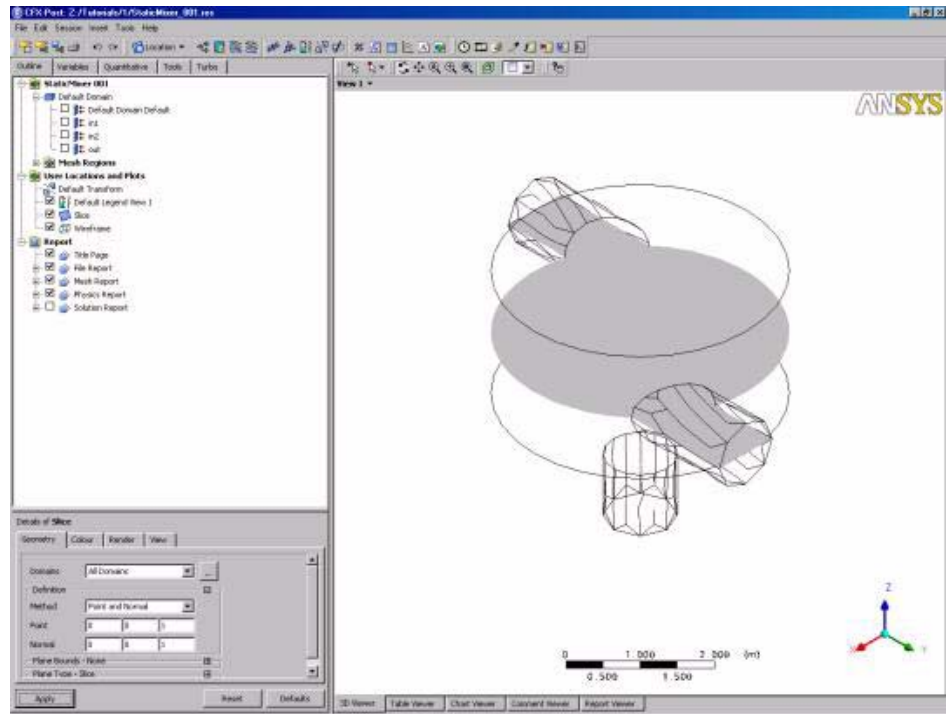 CFX-Post: Z:/Tutorials/1/StaticMixer_001.res
File Edit Session Insert Tools Help
Location
Outline Variables Quantitative Tools Turbo
StaticMixer 001
Default Domain
Default Domain Default
in1
in2
out
Mesh Regions
User Locations and Plots
Default Transform
Default Legend View 1
Slice
Wireframe
Report
Title Page
File Report
Mesh Report
Physics Report
Solution Report
View 1
ANSYS
Details of Slice
Geometry Colour Render View
Domains All Domains ...
Definition
Method Point and Normal
Point 0 0 1
Normal 0 0 1
Plane Bounds - None
Plane Type - Slice
Apply Reset Defaults
Z
X Y
0 1.000 2.000 (m)
0.500 1.500
3D Viewer Table Viewer Chart Viewer Comment Viewer Report Viewer